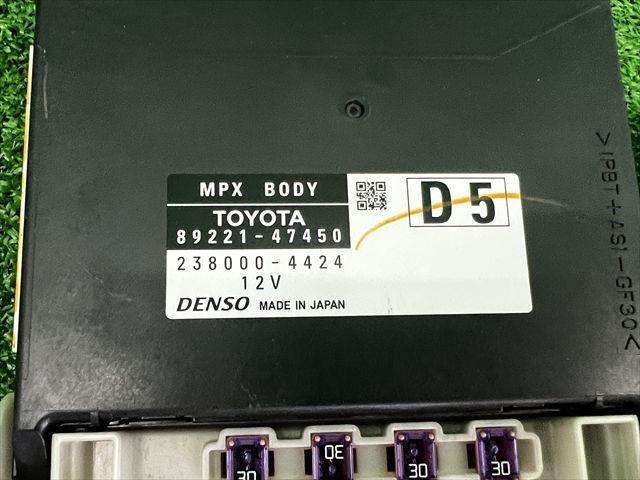 MPX BODY
D5
TOYOTA
89221-47450
238000-4424
12V
DENSO MADE IN JAPAN
>(PBT+AS)-GF30<
30
30
30
30